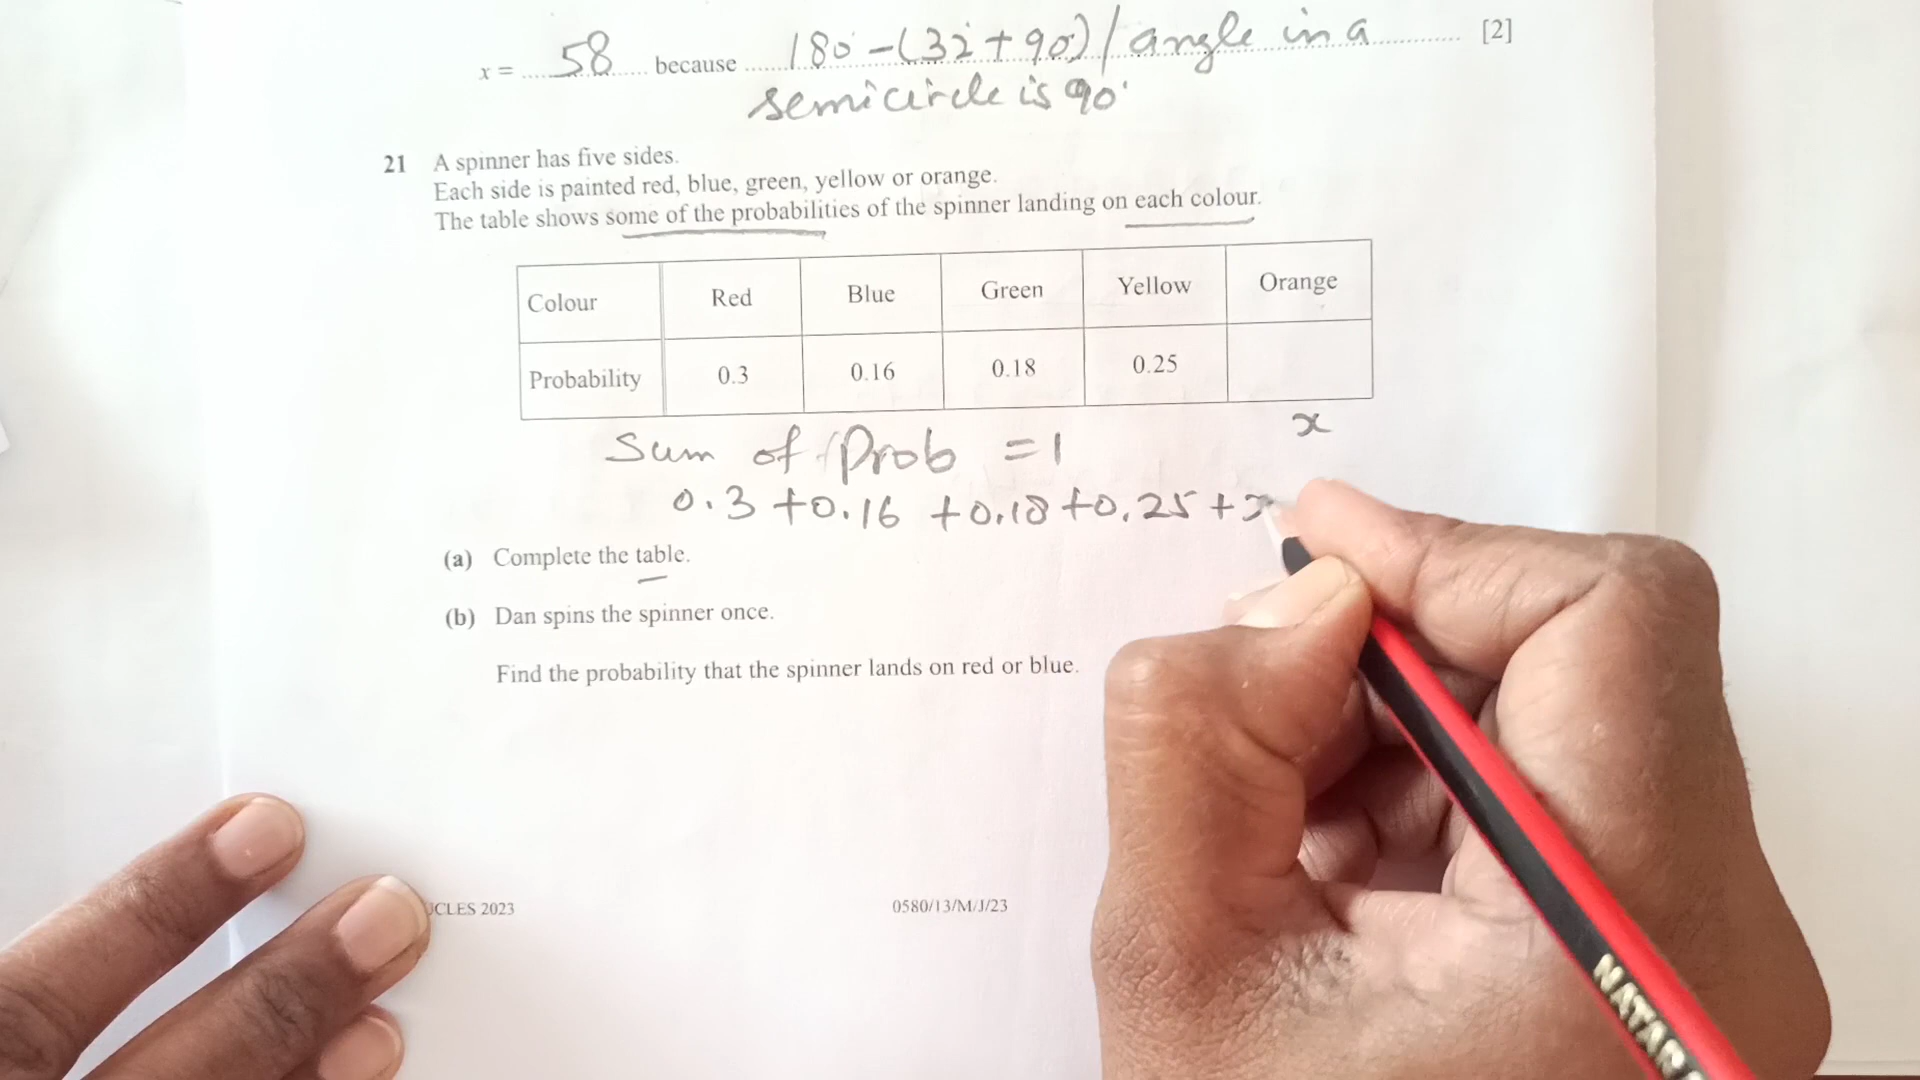 x = 58 because 180° - (32° + 90°) / angle in a [2]
semicircle is 90°
21 A spinner has five sides.
Each side is painted red, blue, green, yellow or orange.
The table shows some of the probabilities of the spinner landing on each colour.
Colour Red Blue Green Yellow Orange
Probability 0.3 0.16 0.18 0.25
x
Sum of Prob = 1
0.3 + 0.16 + 0.18 + 0.25 + x
(a) Complete the table.
(b) Dan spins the spinner once.
Find the probability that the spinner lands on red or blue.
UCLES 2023 0580/13/M/J/23